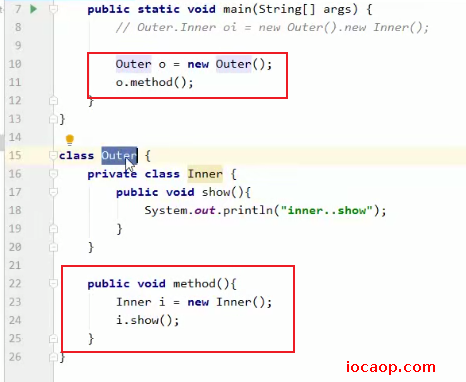 7 public static void main(String[] args) {
8 // Outer.Inner oi = new Outer().new Inner();
9
10 Outer o = new Outer();
11 o.method();
12 }
13 }
14
15 class Outer {
16 private class Inner {
17 public void show(){
18 System.out.println("inner..show");
19 }
20 }
21
22 public void method(){
23 Inner i = new Inner();
24 i.show();
25 }
26 }
iocaop.com